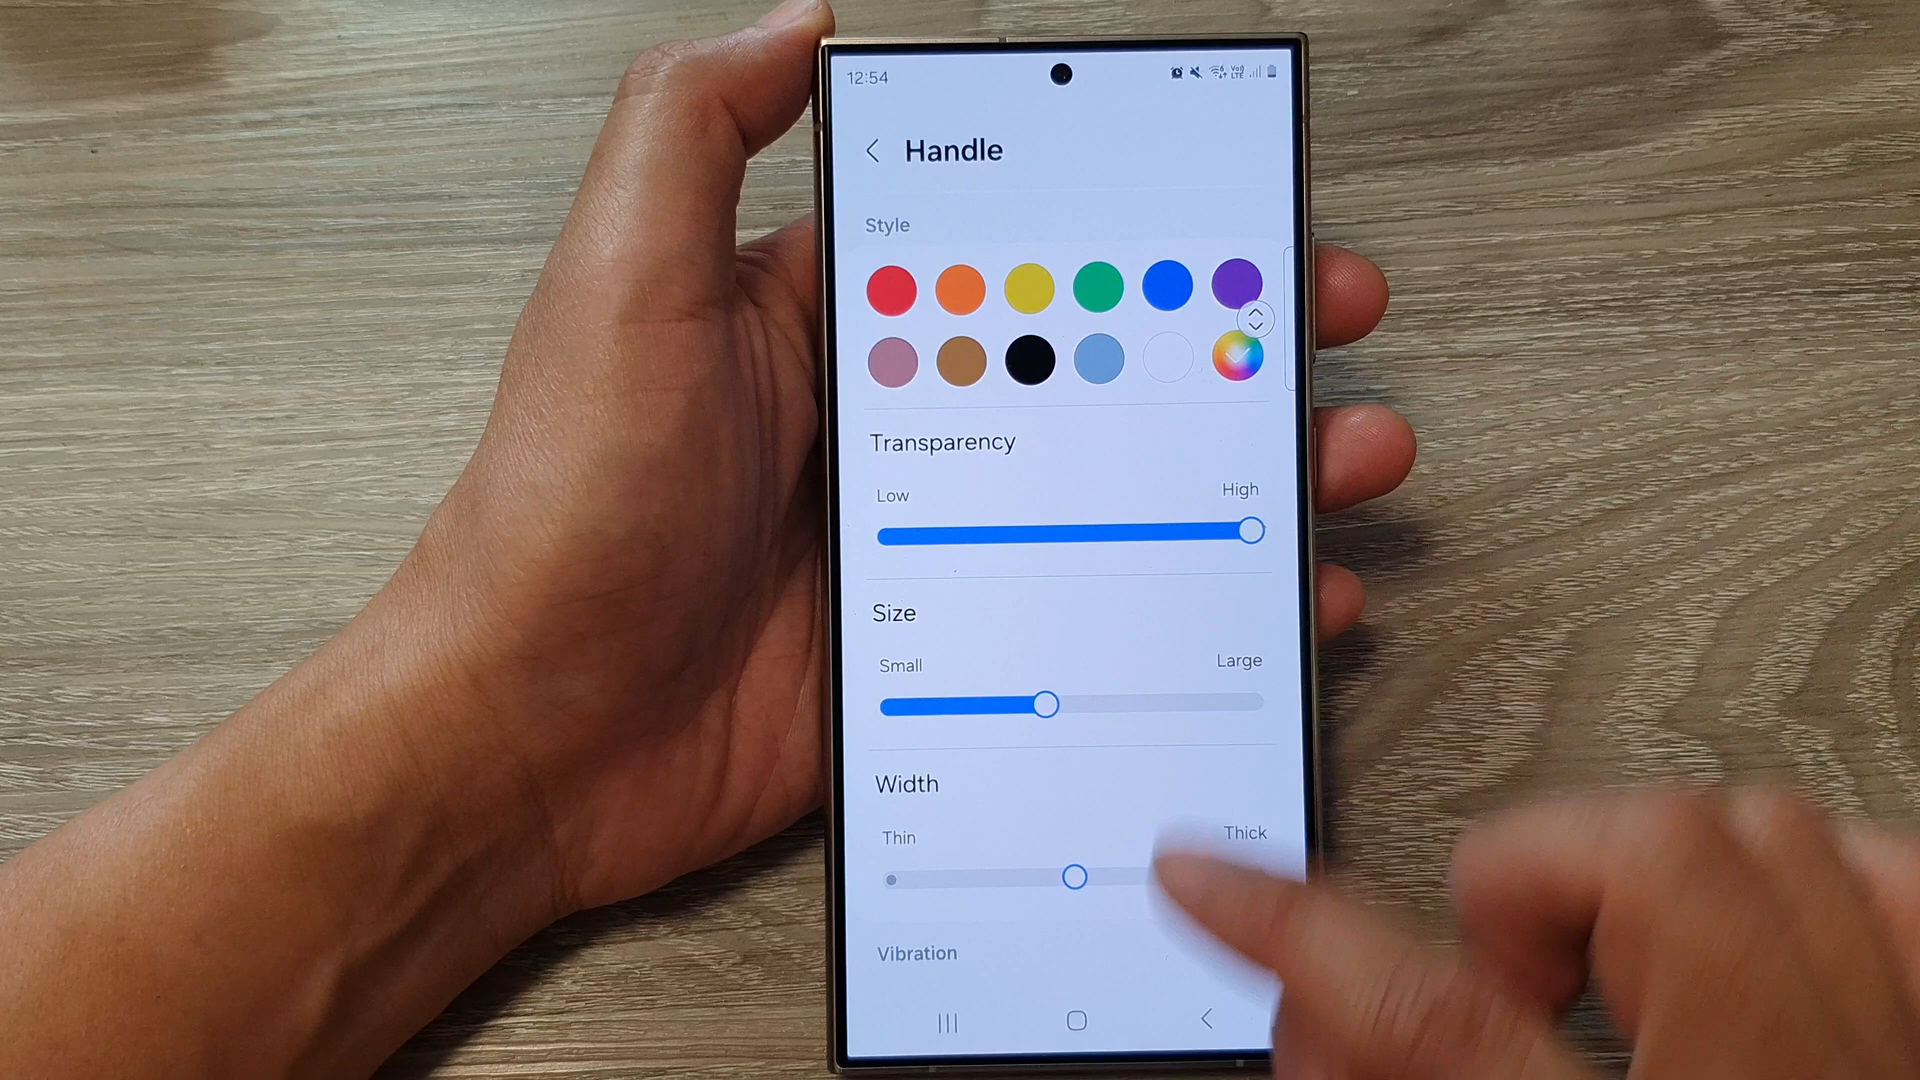 12:54
Handle
Style
Transparency
Low High
Size
Small Large
Width
Thin Thick
Vibration